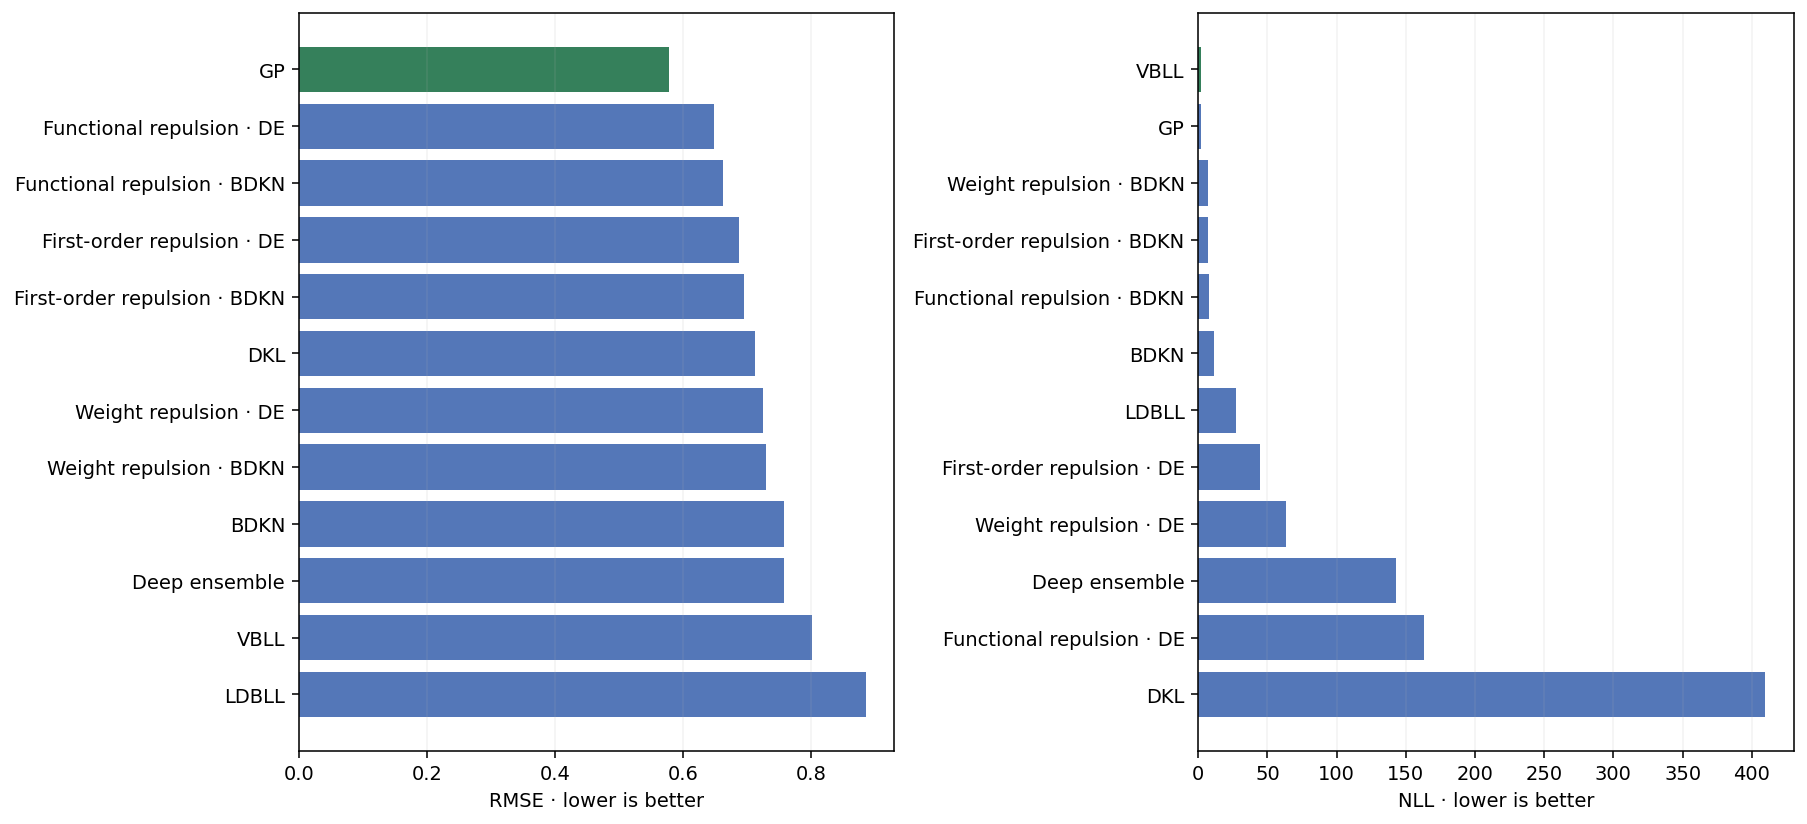 GP
Functional repulsion · DE
Functional repulsion · BDKN
First-order repulsion · DE
First-order repulsion · BDKN
DKL
Weight repulsion · DE
Weight repulsion · BDKN
BDKN
Deep ensemble
VBLL
LDBLL
0.0 0.2 0.4 0.6 0.8
RMSE · lower is better
VBLL
GP
Weight repulsion · BDKN
First-order repulsion · BDKN
Functional repulsion · BDKN
BDKN
LDBLL
First-order repulsion · DE
Weight repulsion · DE
Deep ensemble
Functional repulsion · DE
DKL
0 50 100 150 200 250 300 350 400
NLL · lower is better